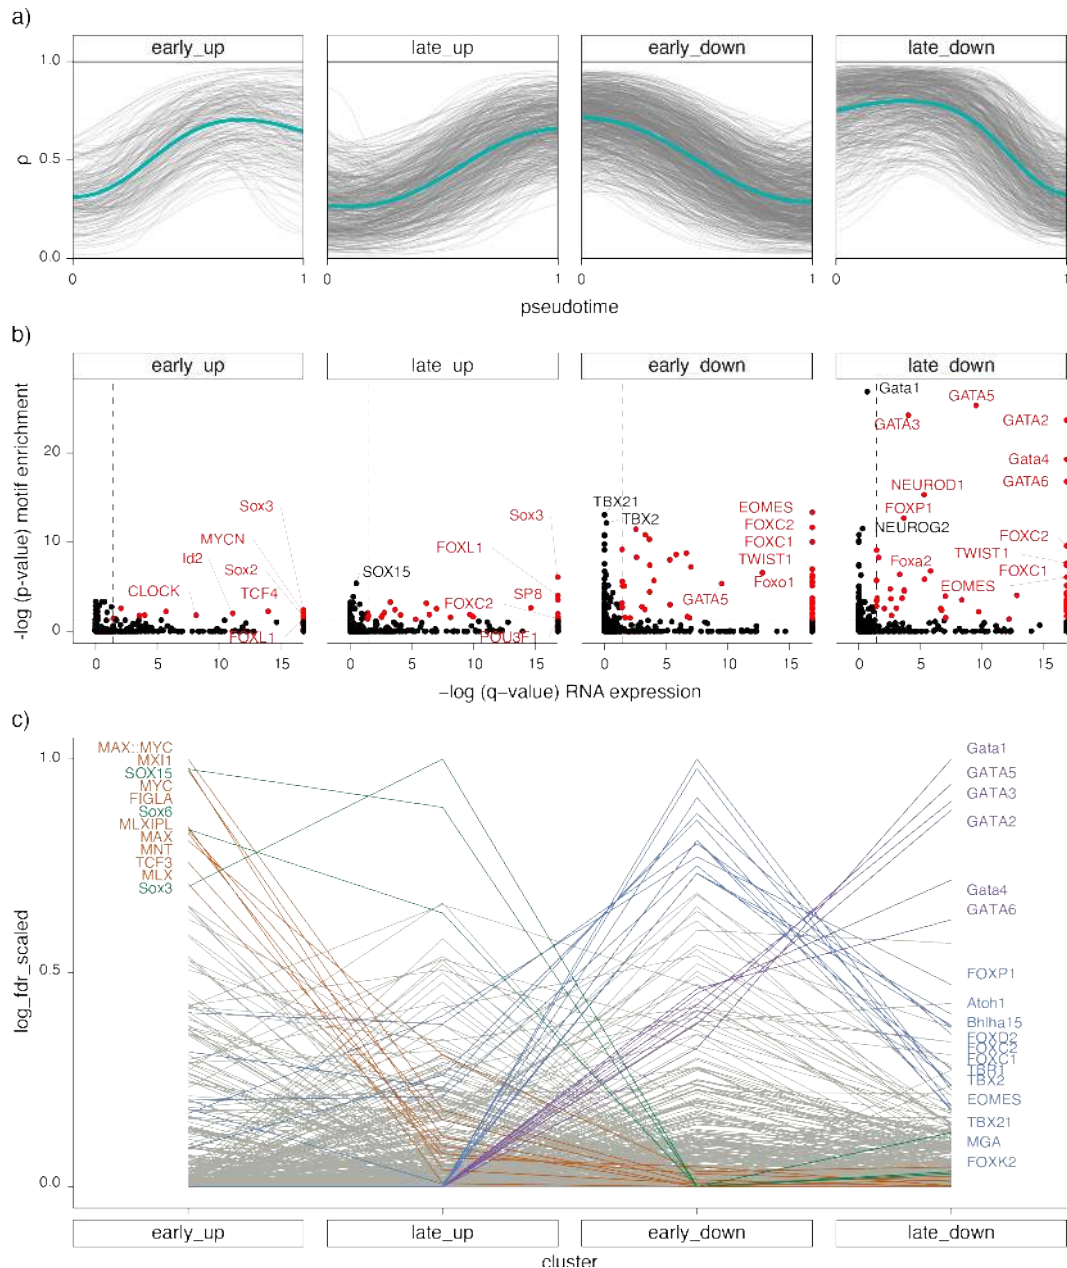 a)
early_up
late_up
early_down
late_down
1.0
0.5
0.0
ρ
0
1
0
1
0
1
0
1
pseudotime
b)
early_up
late_up
early_down
late_down
-log (p-value) motif enrichment
20
10
0
Sox3
MYCN
Id2
Sox2
CLOCK
TCF4
FOXL1
Sox3
FOXL1
SOX15
SP8
FOXC2
POU3F1
TBX21
TBX2
EOMES
FOXC2
FOXC1
TWIST1
Foxo1
GATA5
Gata1
GATA5
GATA3
GATA2
Gata4
GATA6
NEUROD1
FOXP1
NEUROG2
FOXC2
TWIST1
Foxa2
FOXC1
EOMES
0
5
10
15
0
5
10
15
0
5
10
15
0
5
10
15
-log (q-value) RNA expression
c)
log_fdr_scaled
1.0
0.5
0.0
MAX::MYC
MXI1
SOX15
MYC
FIGLA
Sox6
MLXIPL
MAX
MNT
TCF3
MLX
Sox3
Gata1
GATA5
GATA3
GATA2
Gata4
GATA6
FOXP1
Atoh1
Bhlha15
FOXD2
FOXC2
FOXC1
TBR1
TBX2
EOMES
TBX21
MGA
FOXK2
early_up
late_up
early_down
late_down
cluster